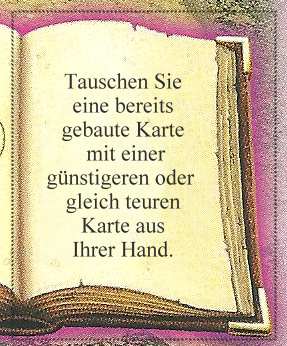 Tauschen Sie
eine bereits
gebaute Karte
mit einer
günstigeren oder
gleich teuren
Karte aus
Ihrer Hand.